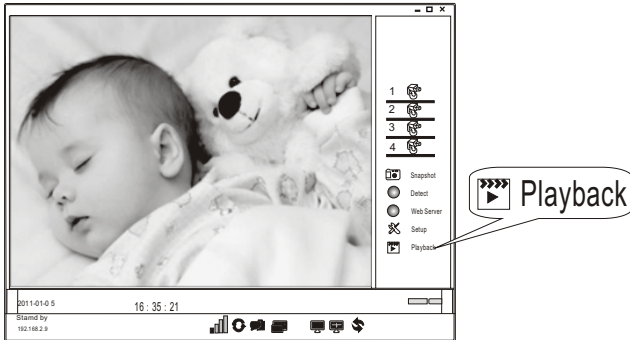 1
2
3
4
Snapshot
Detect
Web Server
Setup
Playback
Playback
2011-01-0 5
16 : 35 : 21
Stamd by
192.168.2.9